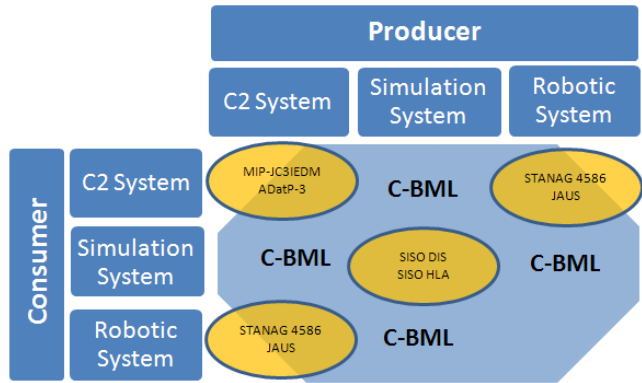 Producer
C2 System
Simulation
System
Robotic
System
Consumer
C2 System
MIP-JC3IEDM
ADatP-3
C-BML
STANAG 4586
JAUS
Simulation
System
C-BML
SISO DIS
SISO HLA
C-BML
Robotic
System
STANAG 4586
JAUS
C-BML